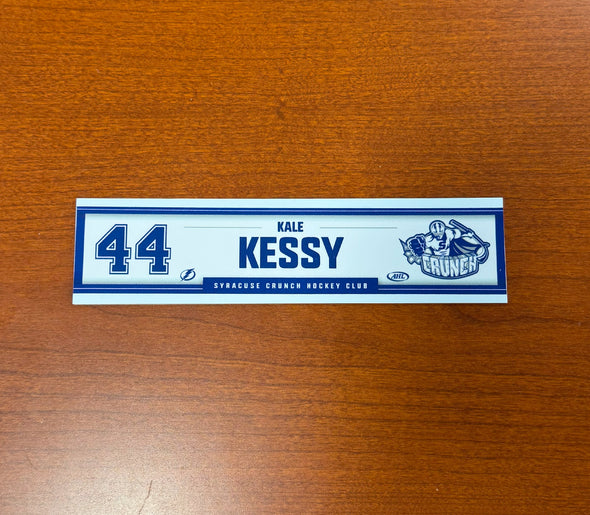 44
KALE
KESSY
CRUNCH
AHL
SYRACUSE CRUNCH HOCKEY CLUB